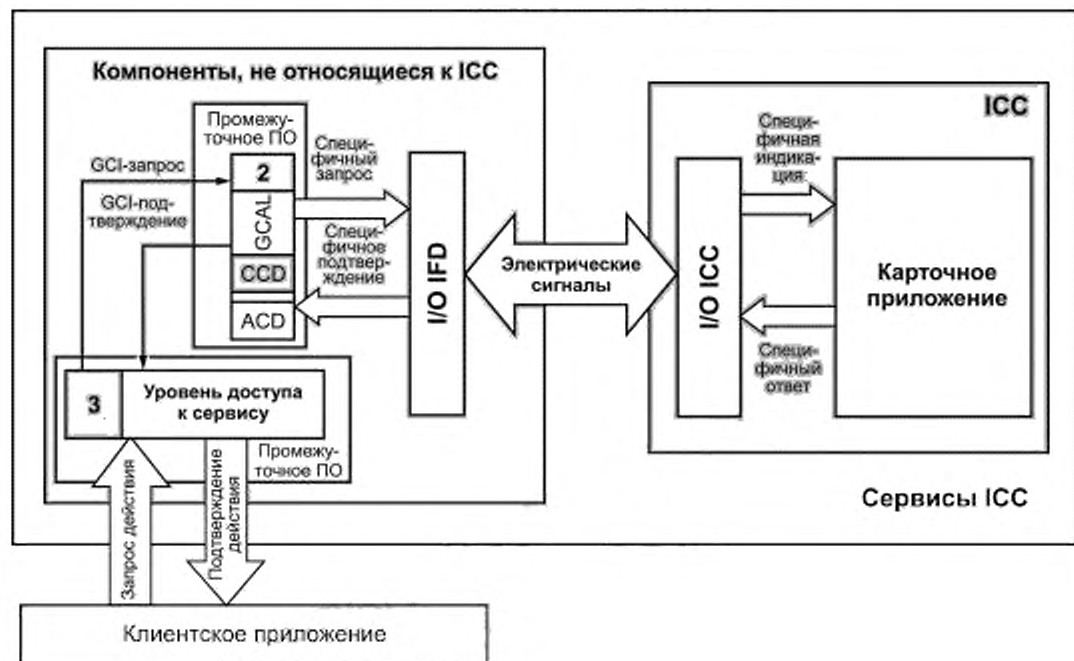 Компоненты, не относящиеся к ICC
Промежу-
точное ПО
GCI-запрос
GCI-под-
тверждение
2
GCAL
CCD
ACD
Специ-
фичный
запрос
Специ-
фичное
подтвер-
ждение
I/O IFD
3
Уровень доступа
к сервису
Промежу-
точное ПО
Запрос действия
Подтверждение
действия
Клиентское приложение
Электрические
сигналы
ICC
I/O ICC
Специ-
фичная
индика-
ция
Специ-
фичный
ответ
Карточное
приложение
Сервисы ICC